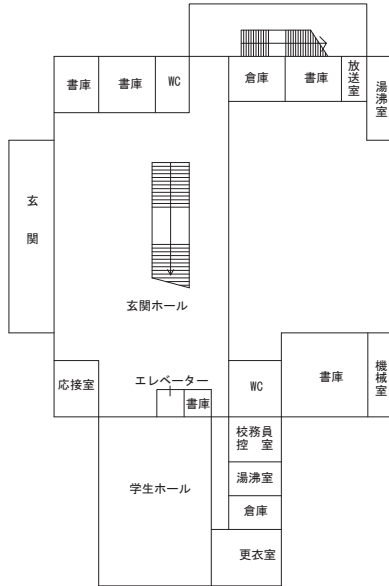 書庫
書庫
WC
倉庫
書庫
放送室
湯沸室
玄関
玄関ホール
応接室
エレベーター
書庫
WC
書庫
機械室
校務員
控室
湯沸室
倉庫
学生ホール
更衣室